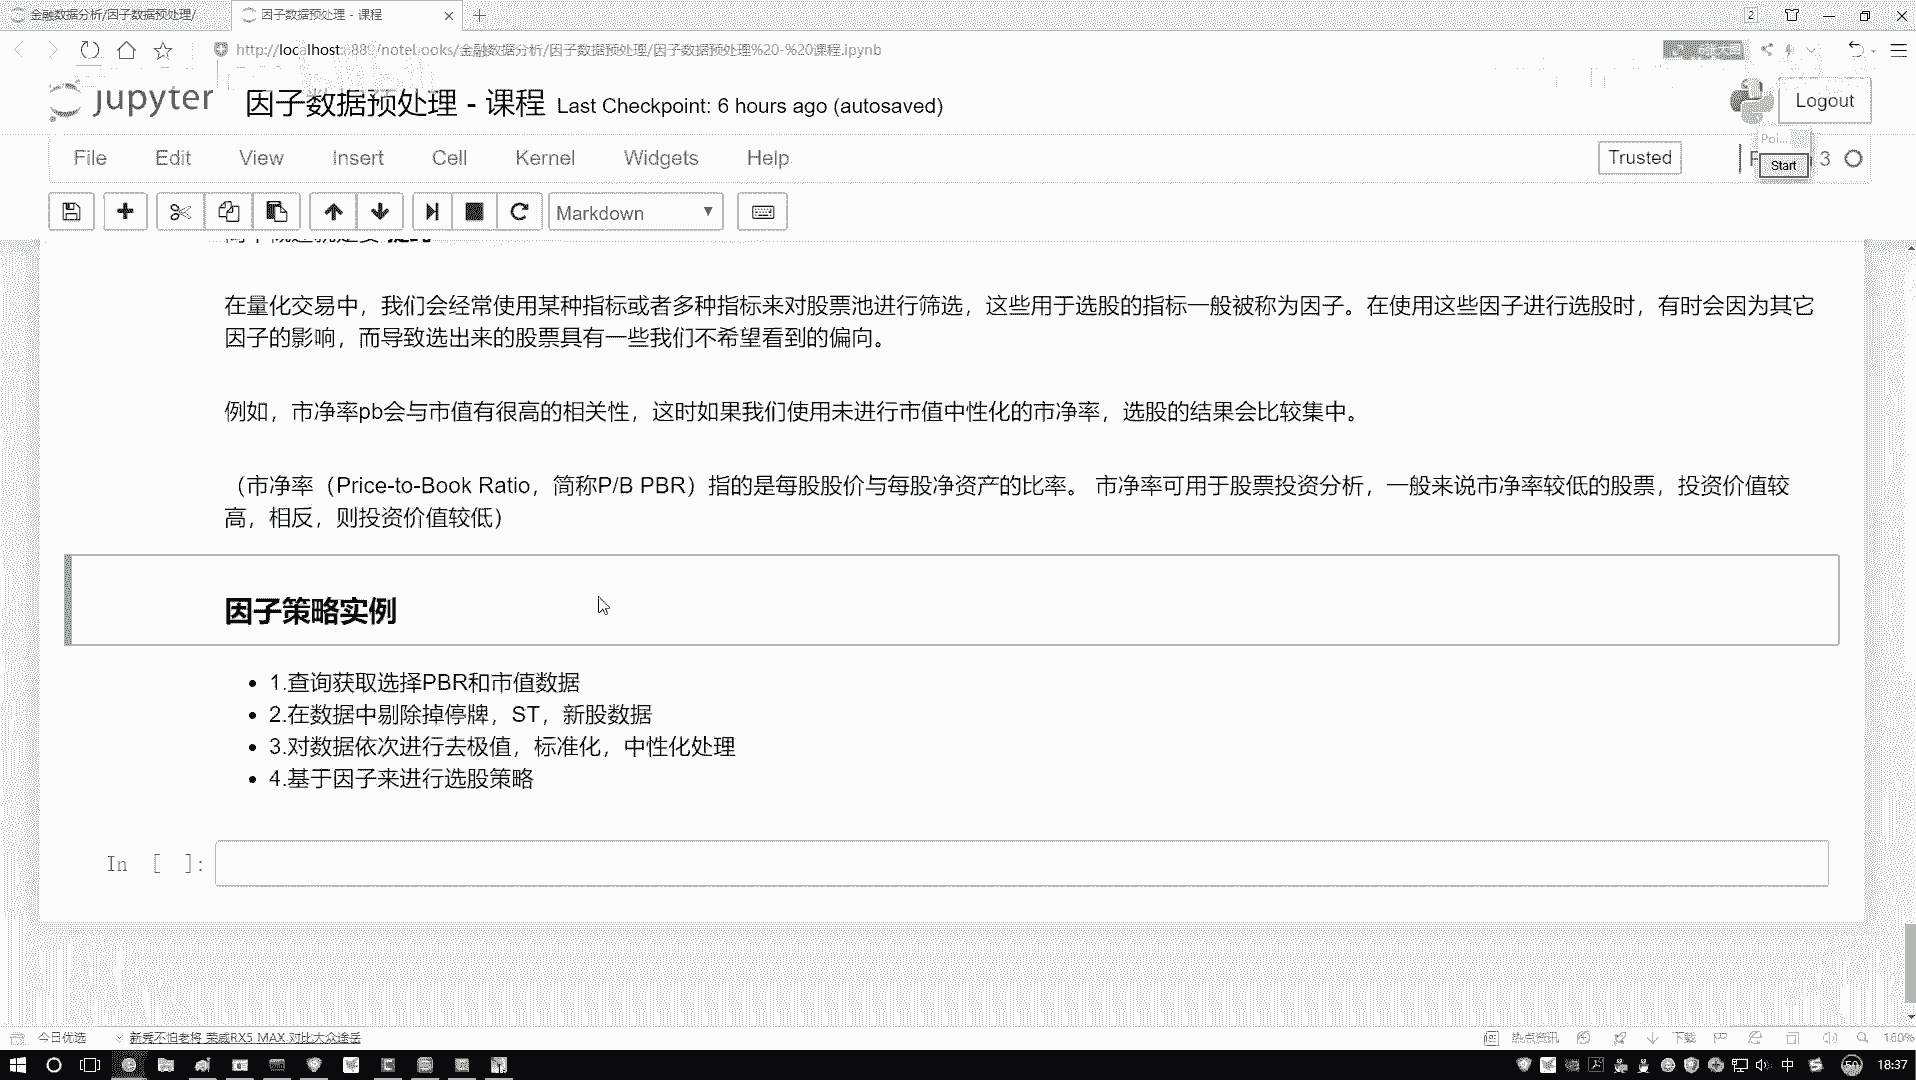 金融数据分析/因子数据预处理/
因子数据预处理 - 课程
2
http://localhost:8889/notebooks/金融数据分析/因子数据预处理/因子数据预处理%20-%20课程.ipynb
jupyter
因子数据预处理 - 课程 Last Checkpoint: 6 hours ago (autosaved)
Logout
File Edit View Insert Cell Kernel Widgets Help
Trusted
Poi...
Start
3
Markdown
在量化交易中，我们会经常使用某种指标或者多种指标来对股票池进行筛选，这些用于选股的指标一般被称为因子。在使用这些因子进行选股时，有时会因为其它
因子的影响，而导致选出来的股票具有一些我们不希望看到的偏向。
例如，市净率pb会与市值有很高的相关性，这时如果我们使用未进行市值中性化的市净率，选股的结果会比较集中。
（市净率（Price-to-Book Ratio，简称P/B PBR）指的是每股股价与每股净资产的比率。 市净率可用于股票投资分析，一般来说市净率较低的股票，投资价值较
高，相反，则投资价值较低）
因子策略实例
1.查询获取选择PBR和市值数据
2.在数据中剔除掉停牌，ST，新股数据
3.对数据依次进行去极值，标准化，中性化处理
4.基于因子来进行选股策略
In [ ]:
今日优选
新秀不怕老将 荣威RX5 MAX 对比大众途岳
热点资讯
下载
160%
中
50
18:37